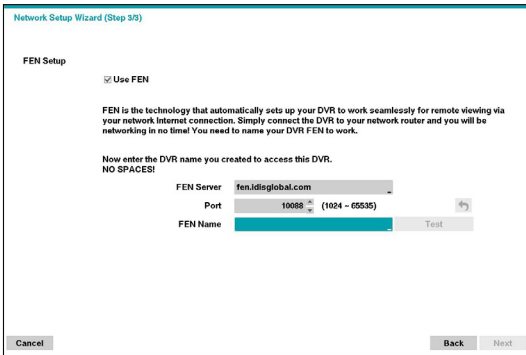 Network Setup Wizard (Step 3/3)
FEN Setup
Use FEN
FEN is the technology that automatically sets up your DVR to work seamlessly for remote viewing via
your network Internet connection. Simply connect the DVR to your network router and you will be
networking in no time! You need to name your DVR FEN to work.
Now enter the DVR name you created to access this DVR.
NO SPACES!
FEN Server fen.idisglobal.com
Port 10088 (1024 ~ 65535)
FEN Name Test
Cancel Back Next